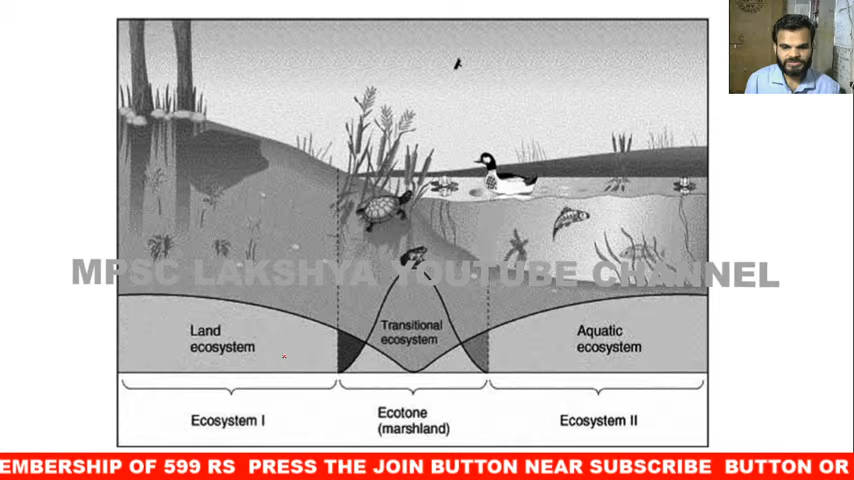 MPSC LAKSHYA YOUTUBE CHANNEL
Land
ecosystem
Transitional
ecosystem
Aquatic
ecosystem
Ecosystem I
Ecotone
(marshland)
Ecosystem II
EMBERSHIP OF 599 RS PRESS THE JOIN BUTTON NEAR SUBSCRIBE BUTTON OR